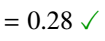 = 0.28 ✓